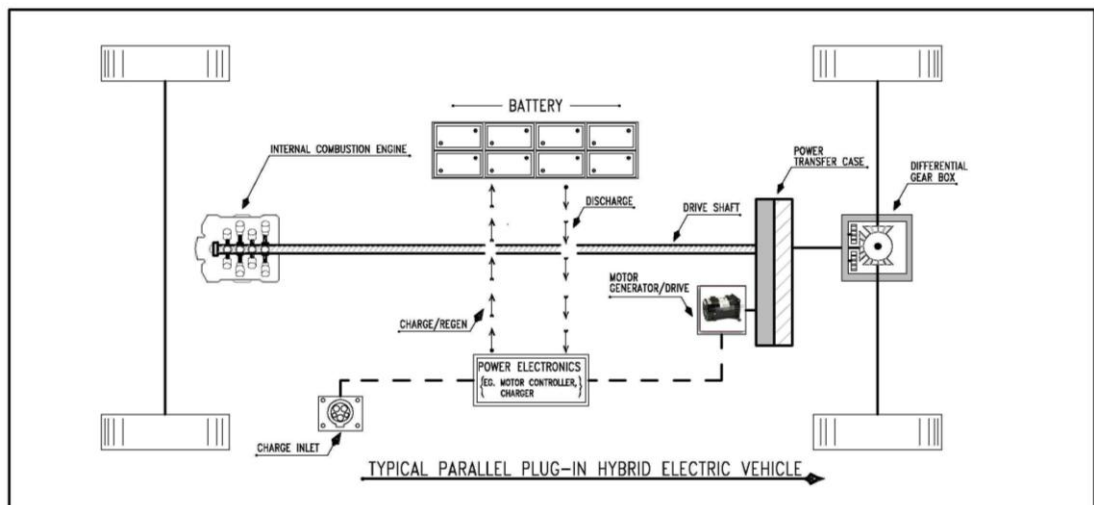 BATTERY
INTERNAL COMBUSTION ENGINE
POWER
TRANSFER CASE
DIFFERENTIAL
GEAR BOX
DISCHARGE
DRIVE SHAFT
MOTOR
GENERATOR/DRIVE
CHARGE/REGEN
POWER ELECTRONICS
{EG. MOTOR CONTROLLER,
CHARGER}
CHARGE INLET
TYPICAL PARALLEL PLUG-IN HYBRID ELECTRIC VEHICLE